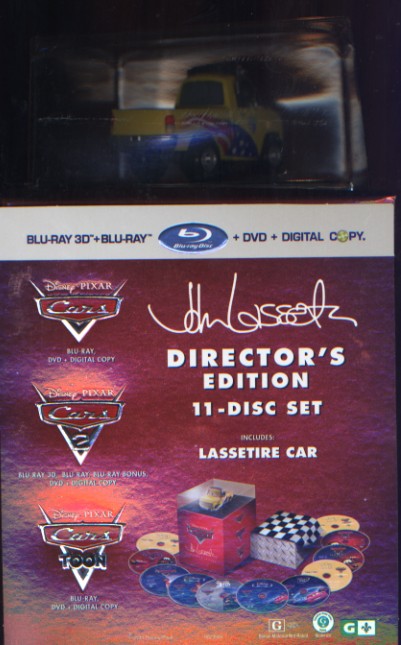 BLU-RAY 3D™+BLU-RAY™ Blu-ray Disc + DVD + DIGITAL COPY.
John Lasseter
DIRECTOR'S
EDITION
11-DISC SET
INCLUDES:
LASSETIRE CAR
Disney PIXAR
Cars
BLU-RAY,
DVD + DIGITAL COPY
Disney PIXAR
Cars
2
BLU-RAY 3D, BLU-RAY, BLU-RAY BONUS,
DVD + DIGITAL COPY
Disney PIXAR
Cars
TOON
BLU-RAY,
DVD + DIGITAL COPY
G
G